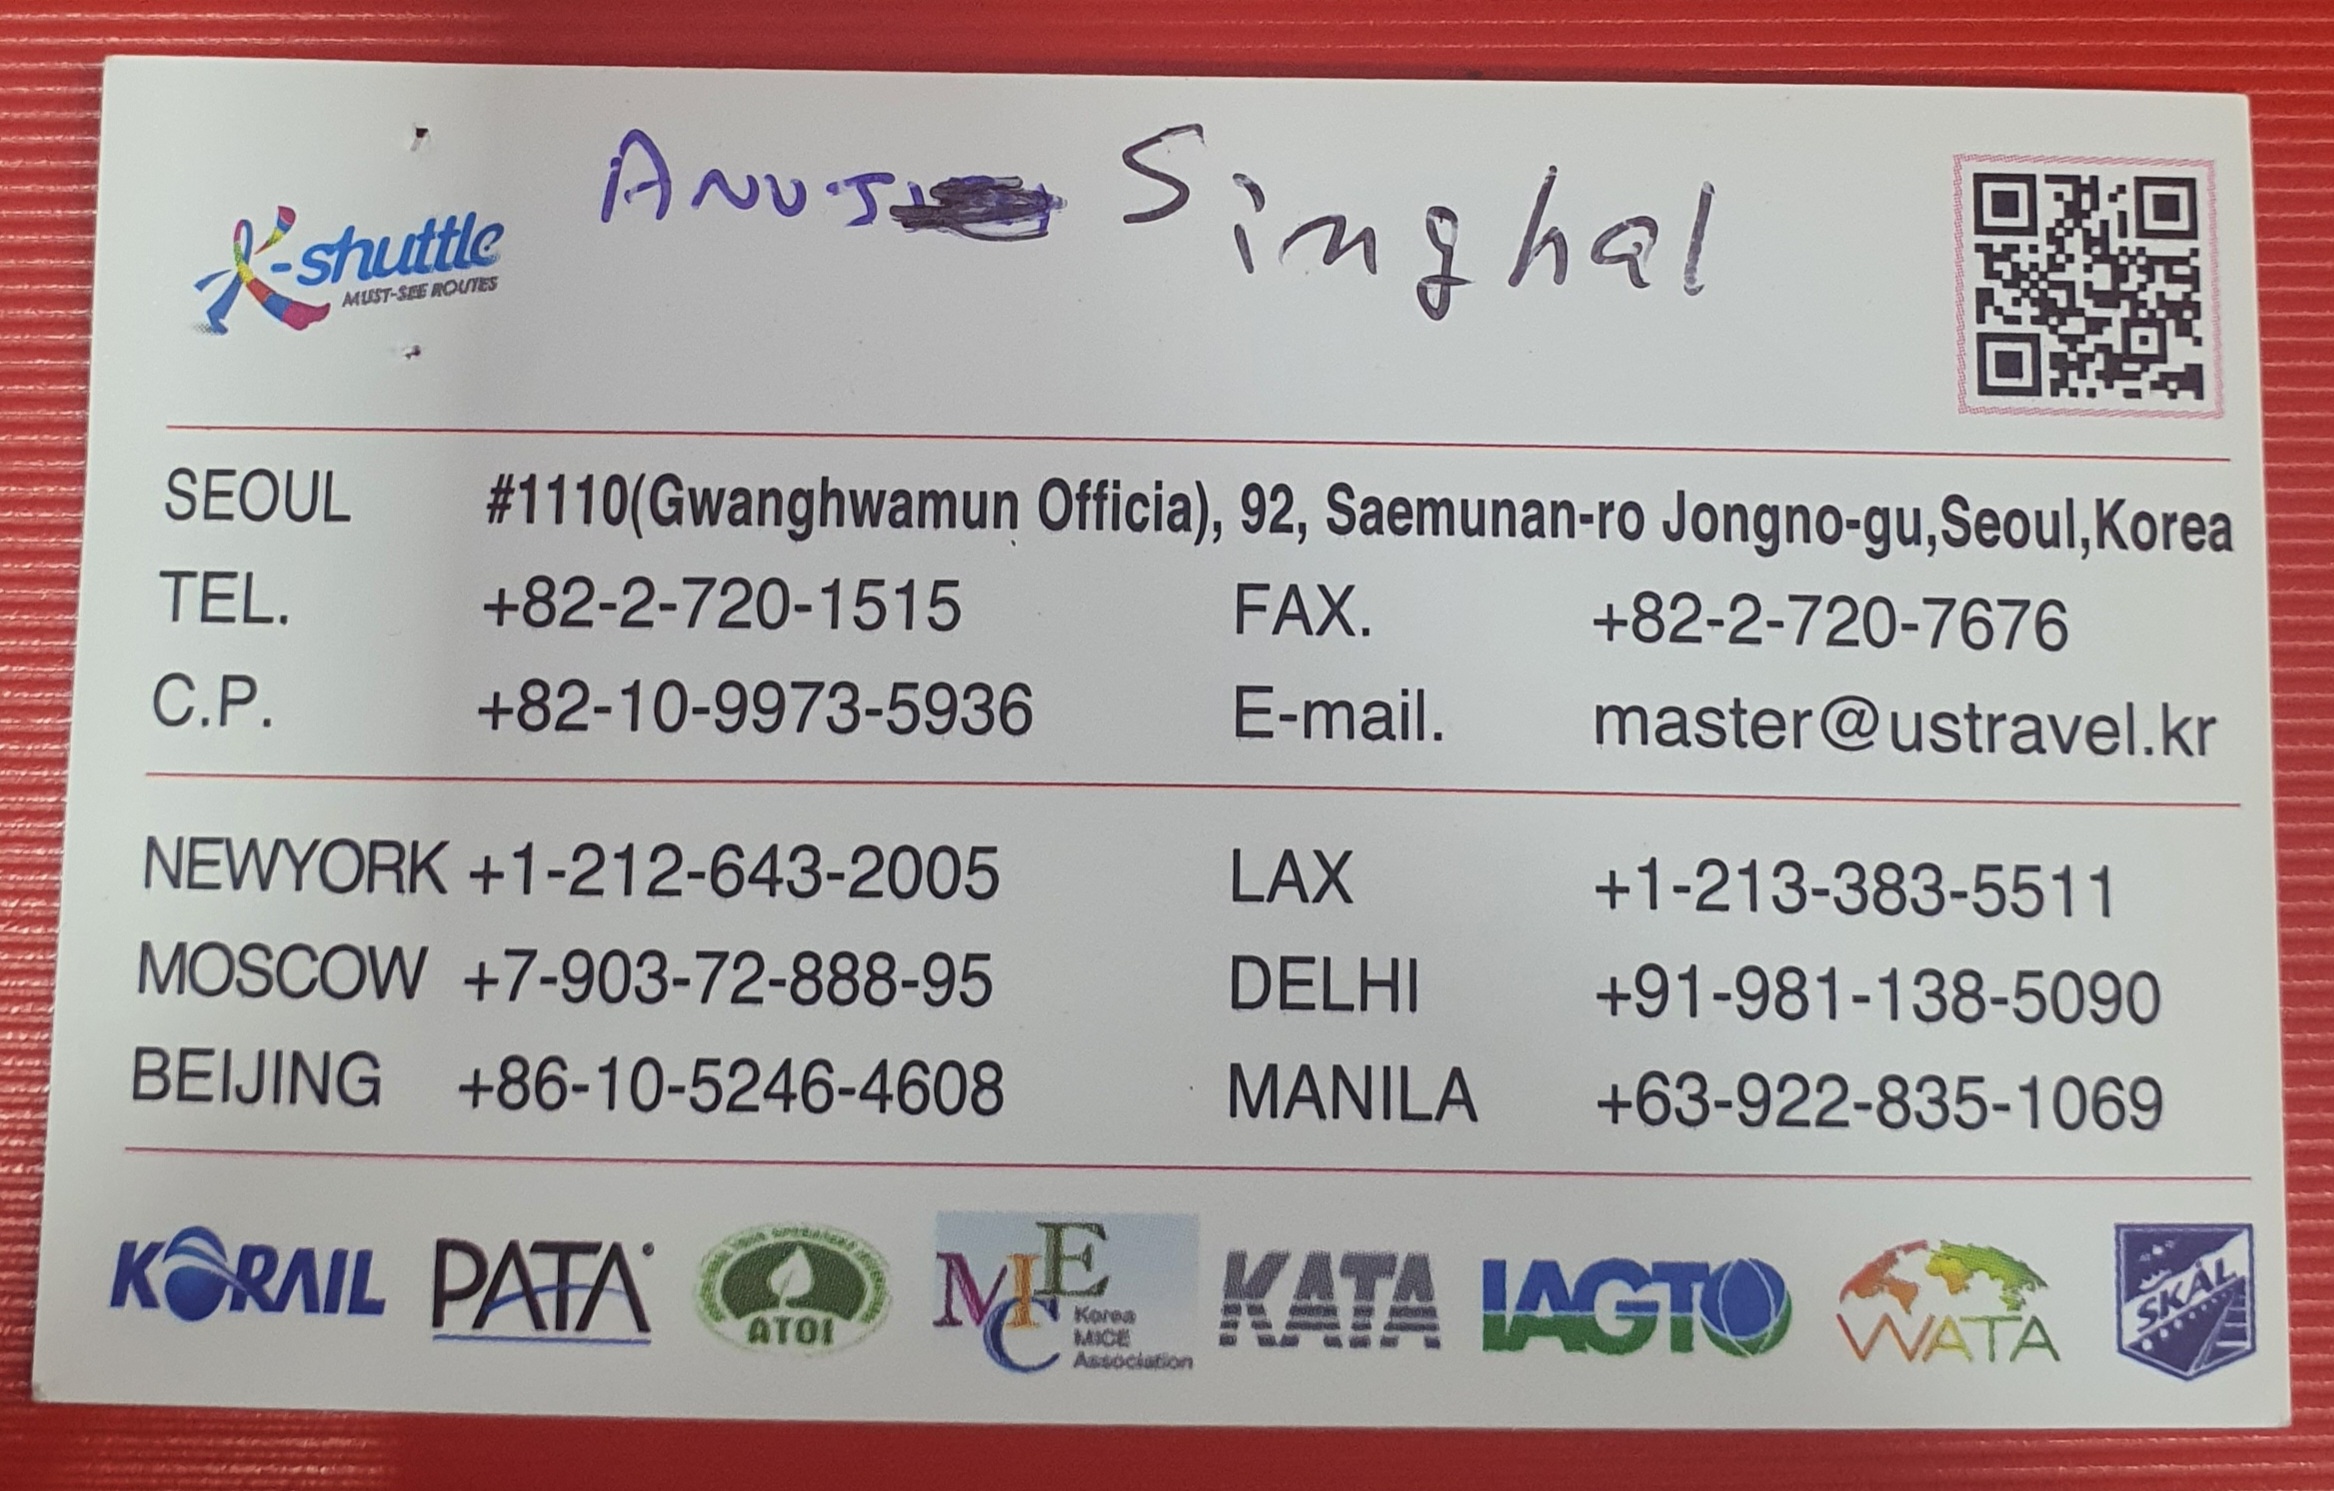 ANUJ Singhal
K-shuttle
MUST-SEE ROUTES
SEOUL #1110(Gwanghwamun Officia), 92, Saemunan-ro Jongno-gu,Seoul,Korea
TEL. +82-2-720-1515 FAX. +82-2-720-7676
C.P. +82-10-9973-5936 E-mail. master@ustravel.kr
NEWYORK +1-212-643-2005 LAX +1-213-383-5511
MOSCOW +7-903-72-888-95 DELHI +91-981-138-5090
BEIJING +86-10-5246-4608 MANILA +63-922-835-1069
KORAIL PATA ATOI MICE Korea MICE Association KATA IAGTO WATA SKÅL